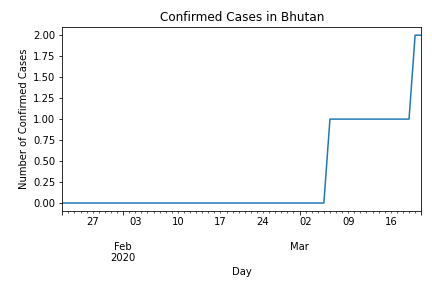 Confirmed Cases in Bhutan
Number of Confirmed Cases
2.00
1.75
1.50
1.25
1.00
0.75
0.50
0.25
0.00
27 03 10 17 24 02 09 16
Feb Mar
2020
Day